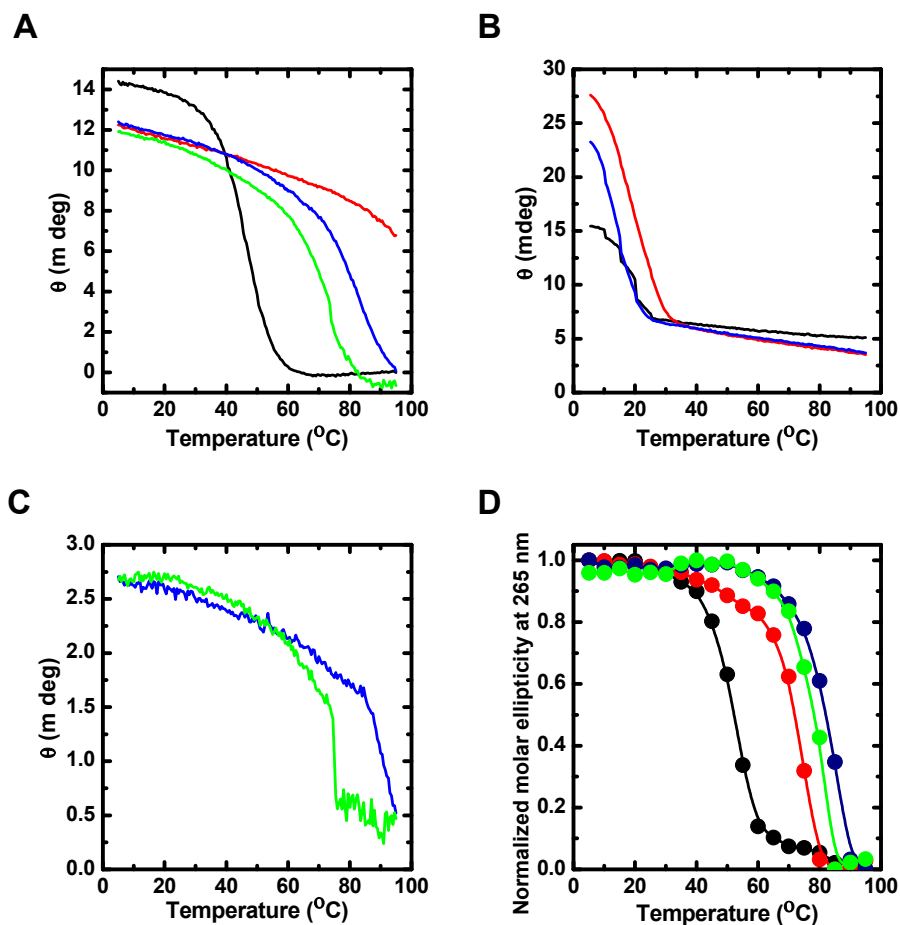 A
θ (m deg)
14
12
10
8
6
4
2
0
0 20 40 60 80 100
Temperature (°C)
B
θ (mdeg)
30
25
20
15
10
5
0
0 20 40 60 80 100
Temperature (°C)
C
θ (m deg)
3.0
2.5
2.0
1.5
1.0
0.5
0.0
0 20 40 60 80 100
Temperature (°C)
D
Normalized molar ellipticity at 265 nm
1.0
0.8
0.6
0.4
0.2
0.0
0 20 40 60 80 100
Temperature (°C)